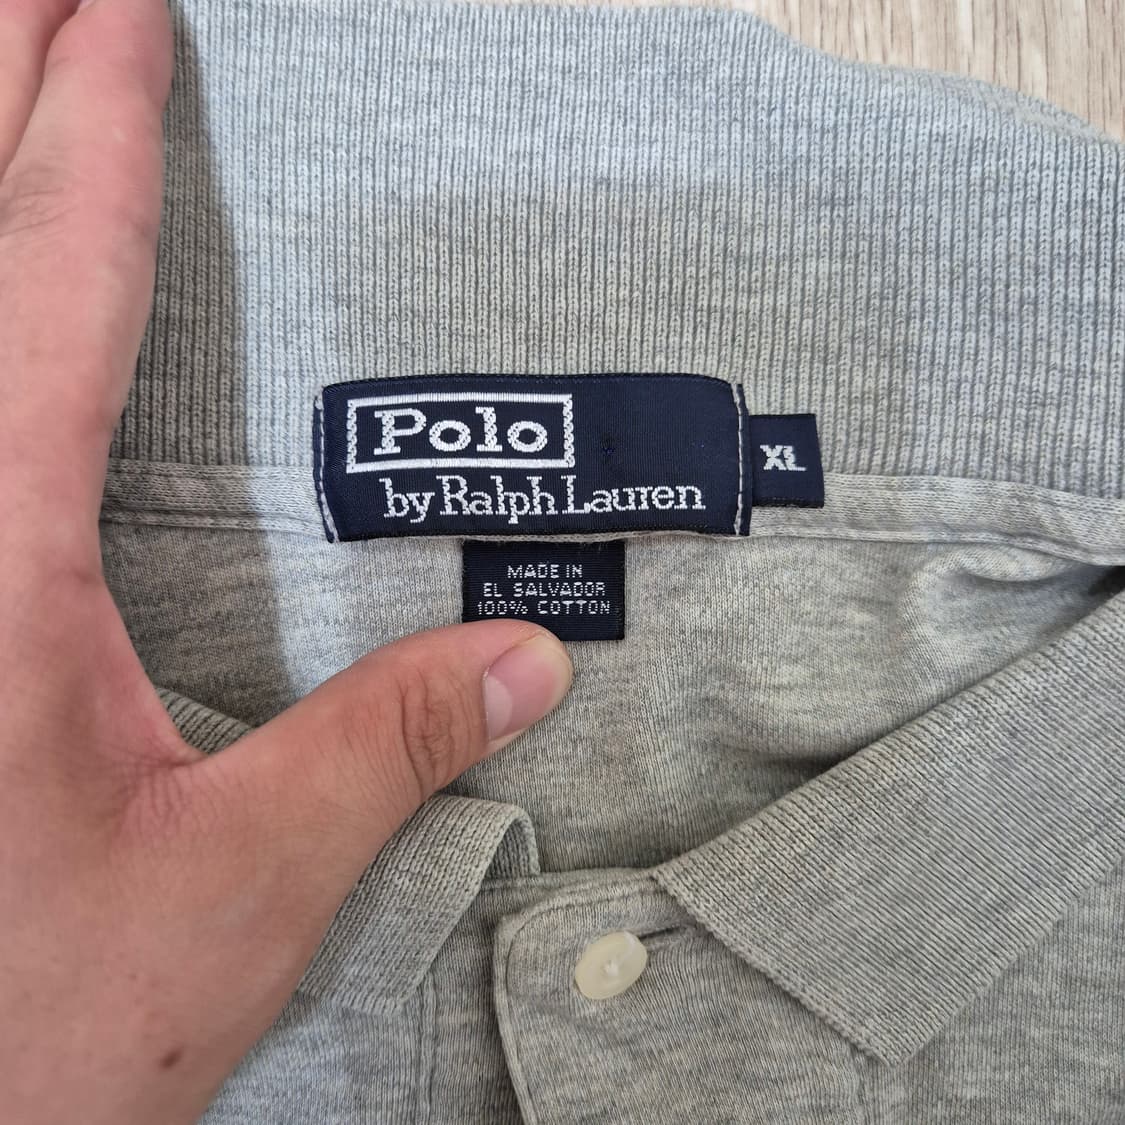 Polo
by Ralph Lauren
XL
MADE IN
EL SALVADOR
100% COTTON